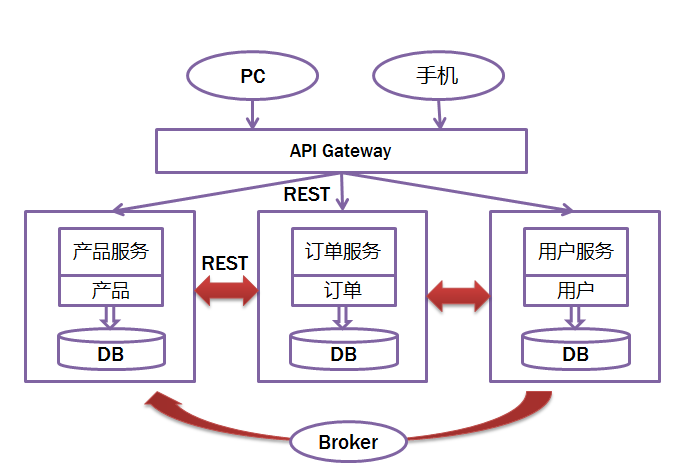 PC
手机
API Gateway
REST
产品服务
订单服务
用户服务
REST
产品
订单
用户
DB
DB
DB
Broker